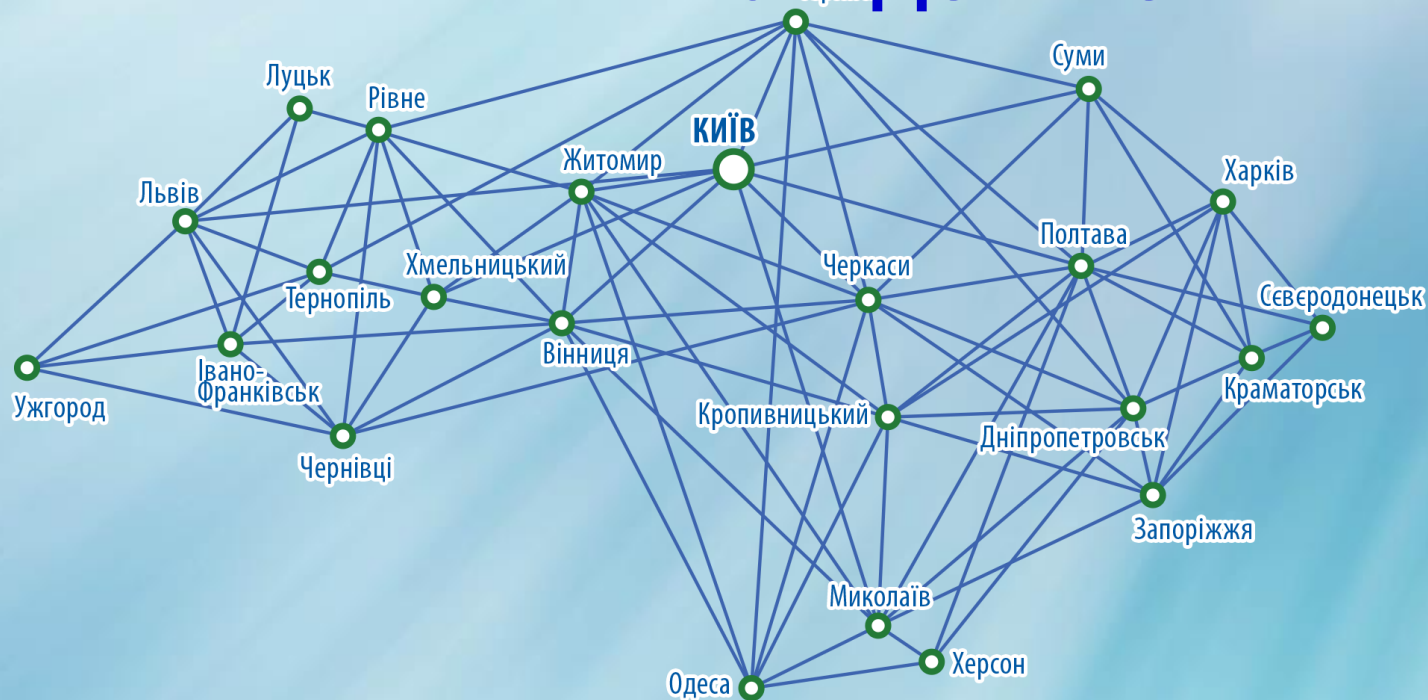 Суми
Луцьк
Рівне
КИЇВ
Житомир
Харків
Львів
Полтава
Хмельницький
Черкаси
Тернопіль
Сєвєродонецьк
Вінниця
Івано-
Франківськ
Краматорськ
Ужгород
Кропивницький
Дніпропетровськ
Чернівці
Запоріжжя
Миколаїв
Херсон
Одеса